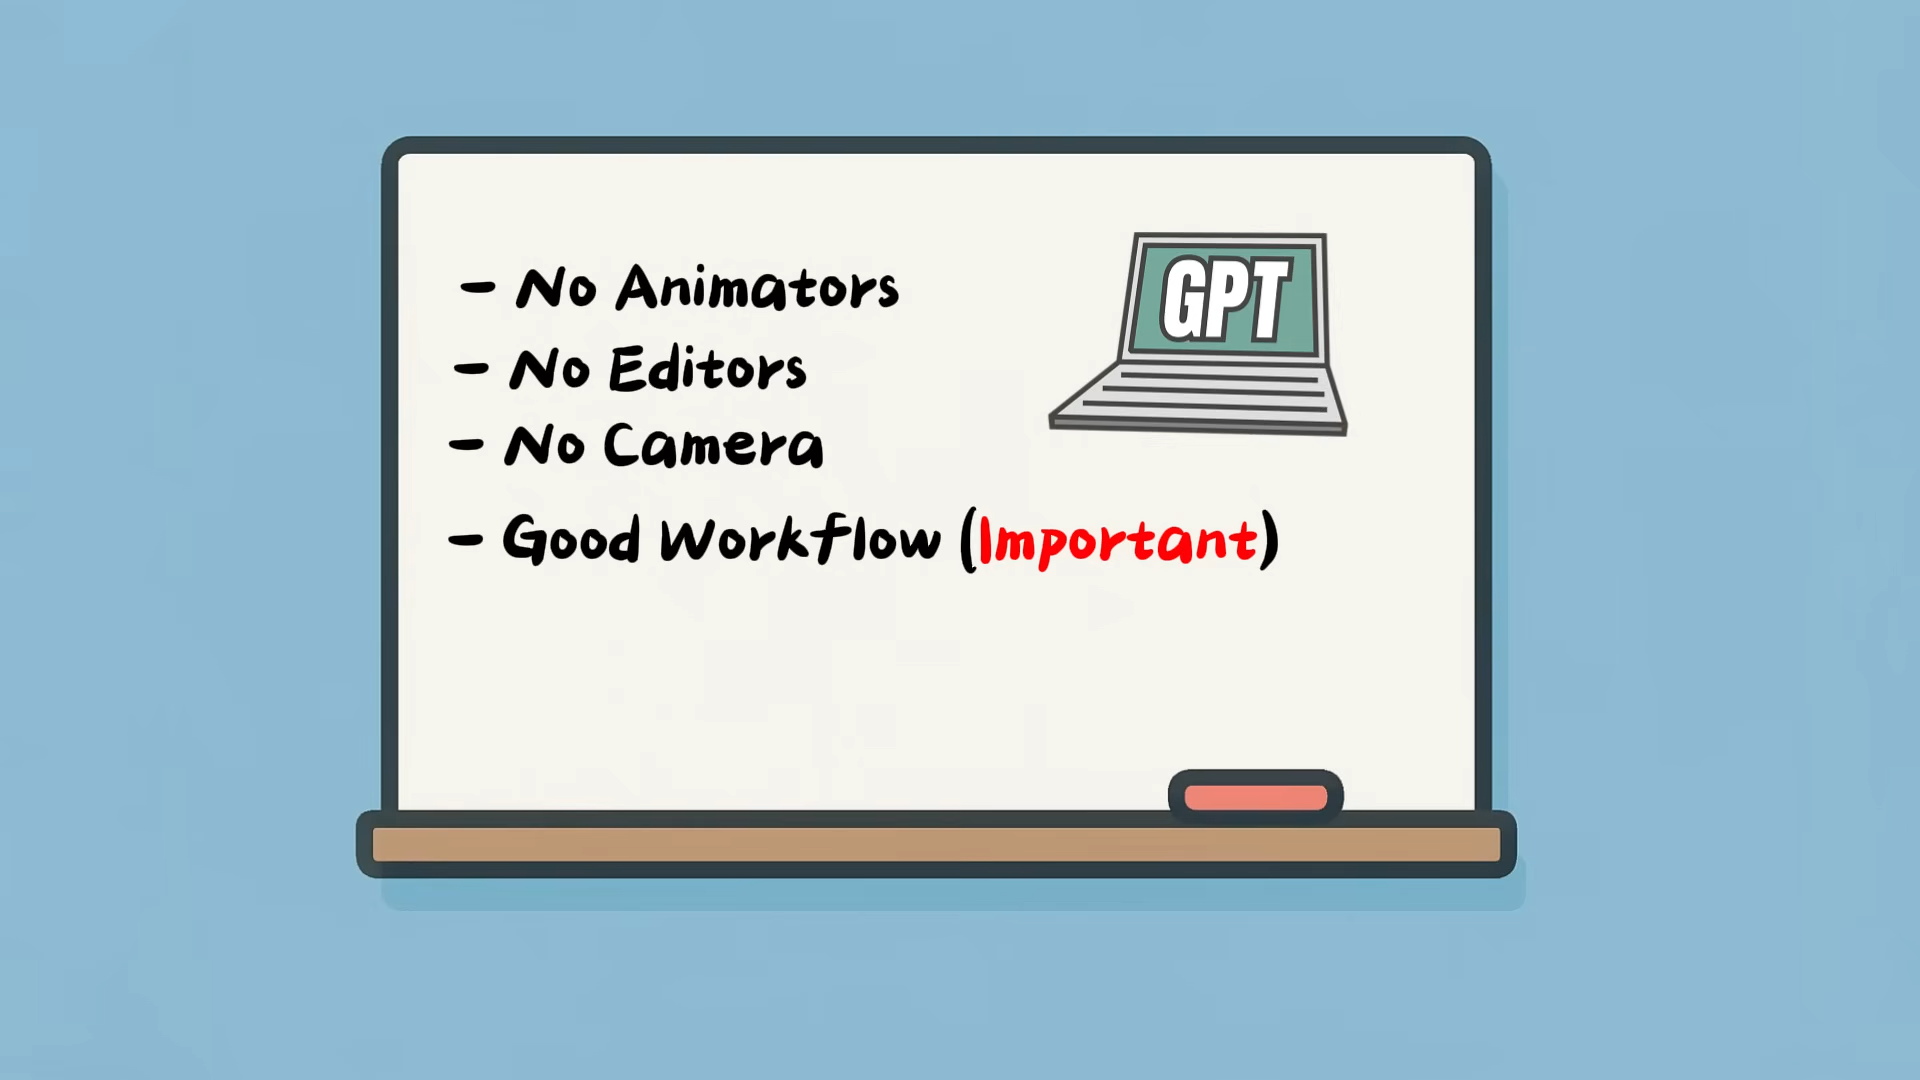 - No Animators
- No Editors
- No Camera
- Good Workflow (Important)
GPT